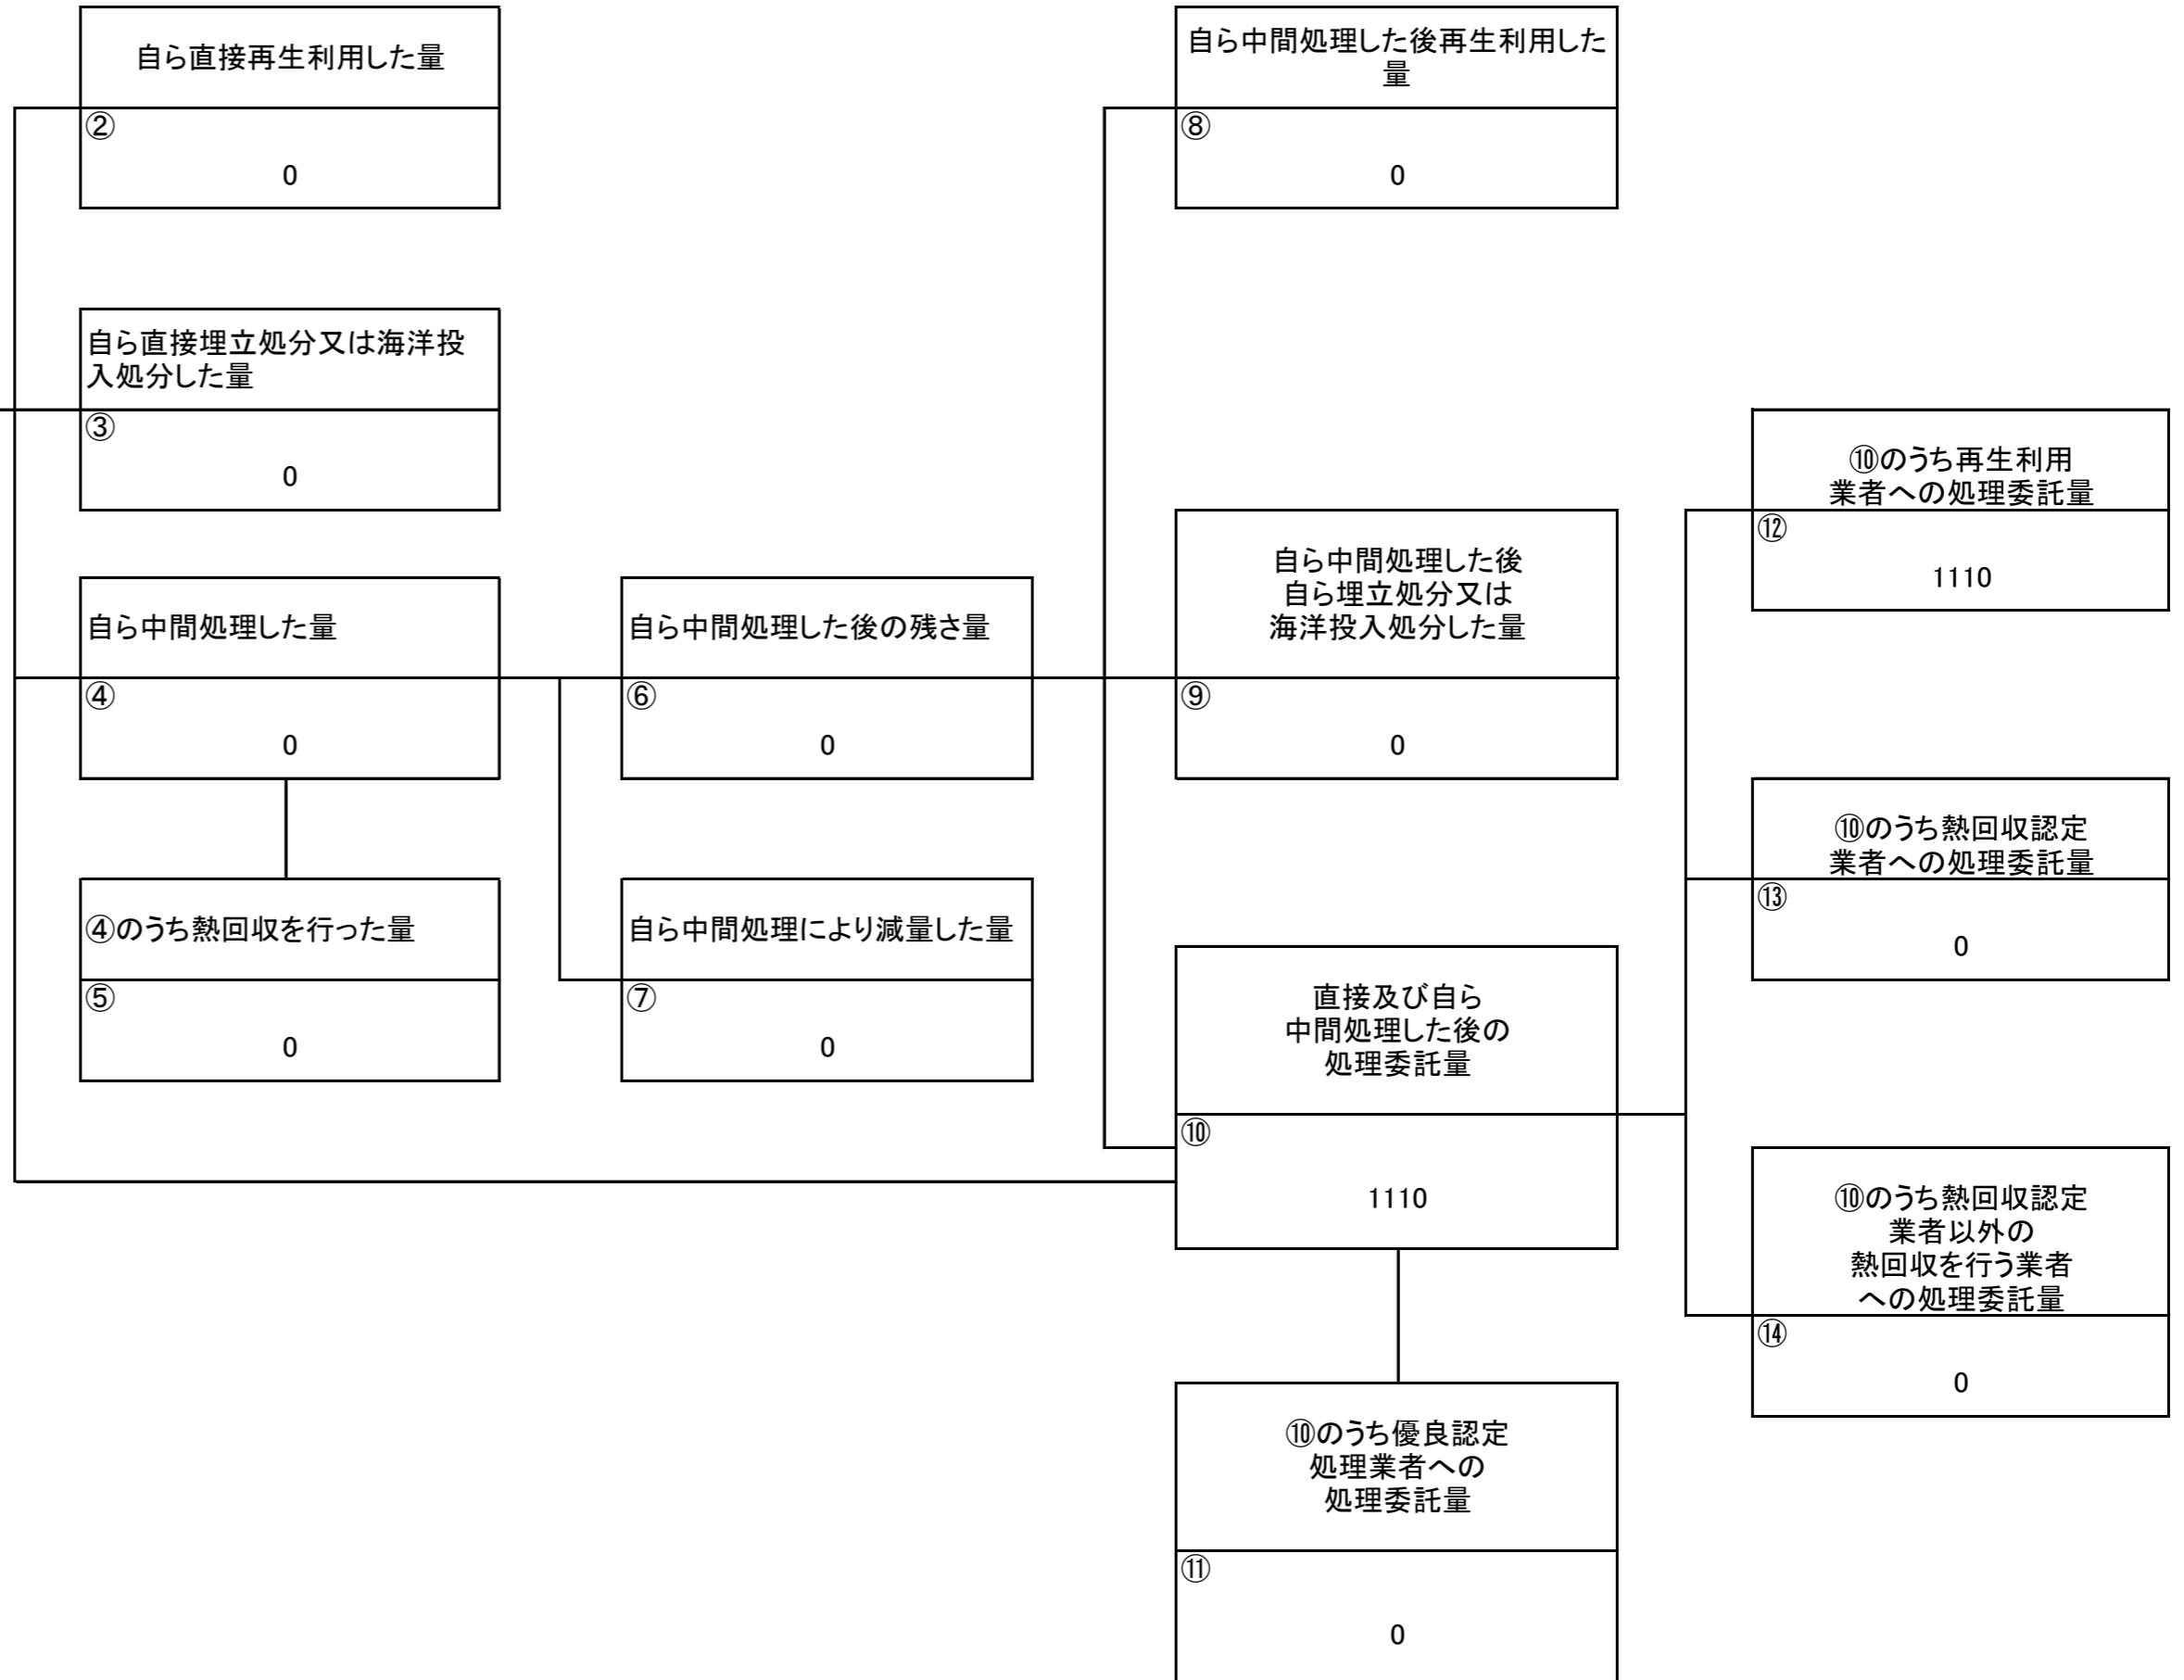 自ら直接再生利用した量
②
0
自ら中間処理した後再生利用した
量
⑧
0
自ら直接埋立処分又は海洋投
入処分した量
③
0
⑩のうち再生利用
業者への処理委託量
⑫
1110
自ら中間処理した量
④
0
自ら中間処理した後の残さ量
⑥
0
自ら中間処理した後
自ら埋立処分又は
海洋投入処分した量
⑨
0
⑩のうち熱回収認定
業者への処理委託量
⑬
0
④のうち熱回収を行った量
⑤
0
自ら中間処理により減量した量
⑦
0
直接及び自ら
中間処理した後の
処理委託量
⑩
1110
⑩のうち熱回収認定
業者以外の
熱回収を行う業者
への処理委託量
⑭
0
⑩のうち優良認定
処理業者への
処理委託量
⑪
0